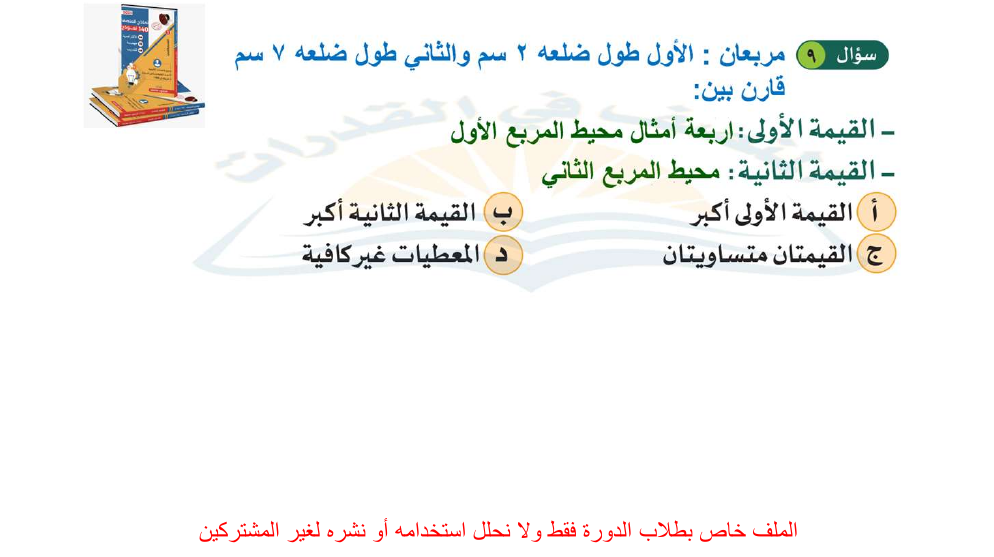 سؤال ٩ مربعان : الأول طول ضلعه ٢ سم والثاني طول ضلعه ٧ سم
قارن بين:
– القيمة الأولى: اربعة أمثال محيط المربع الأول
– القيمة الثانية: محيط المربع الثاني
أ القيمة الأولى أكبر ب القيمة الثانية أكبر
ج القيمتان متساويتان د المعطيات غير كافية
الملف خاص بطلاب الدورة فقط ولا نحلل استخدامه أو نشره لغير المشتركين